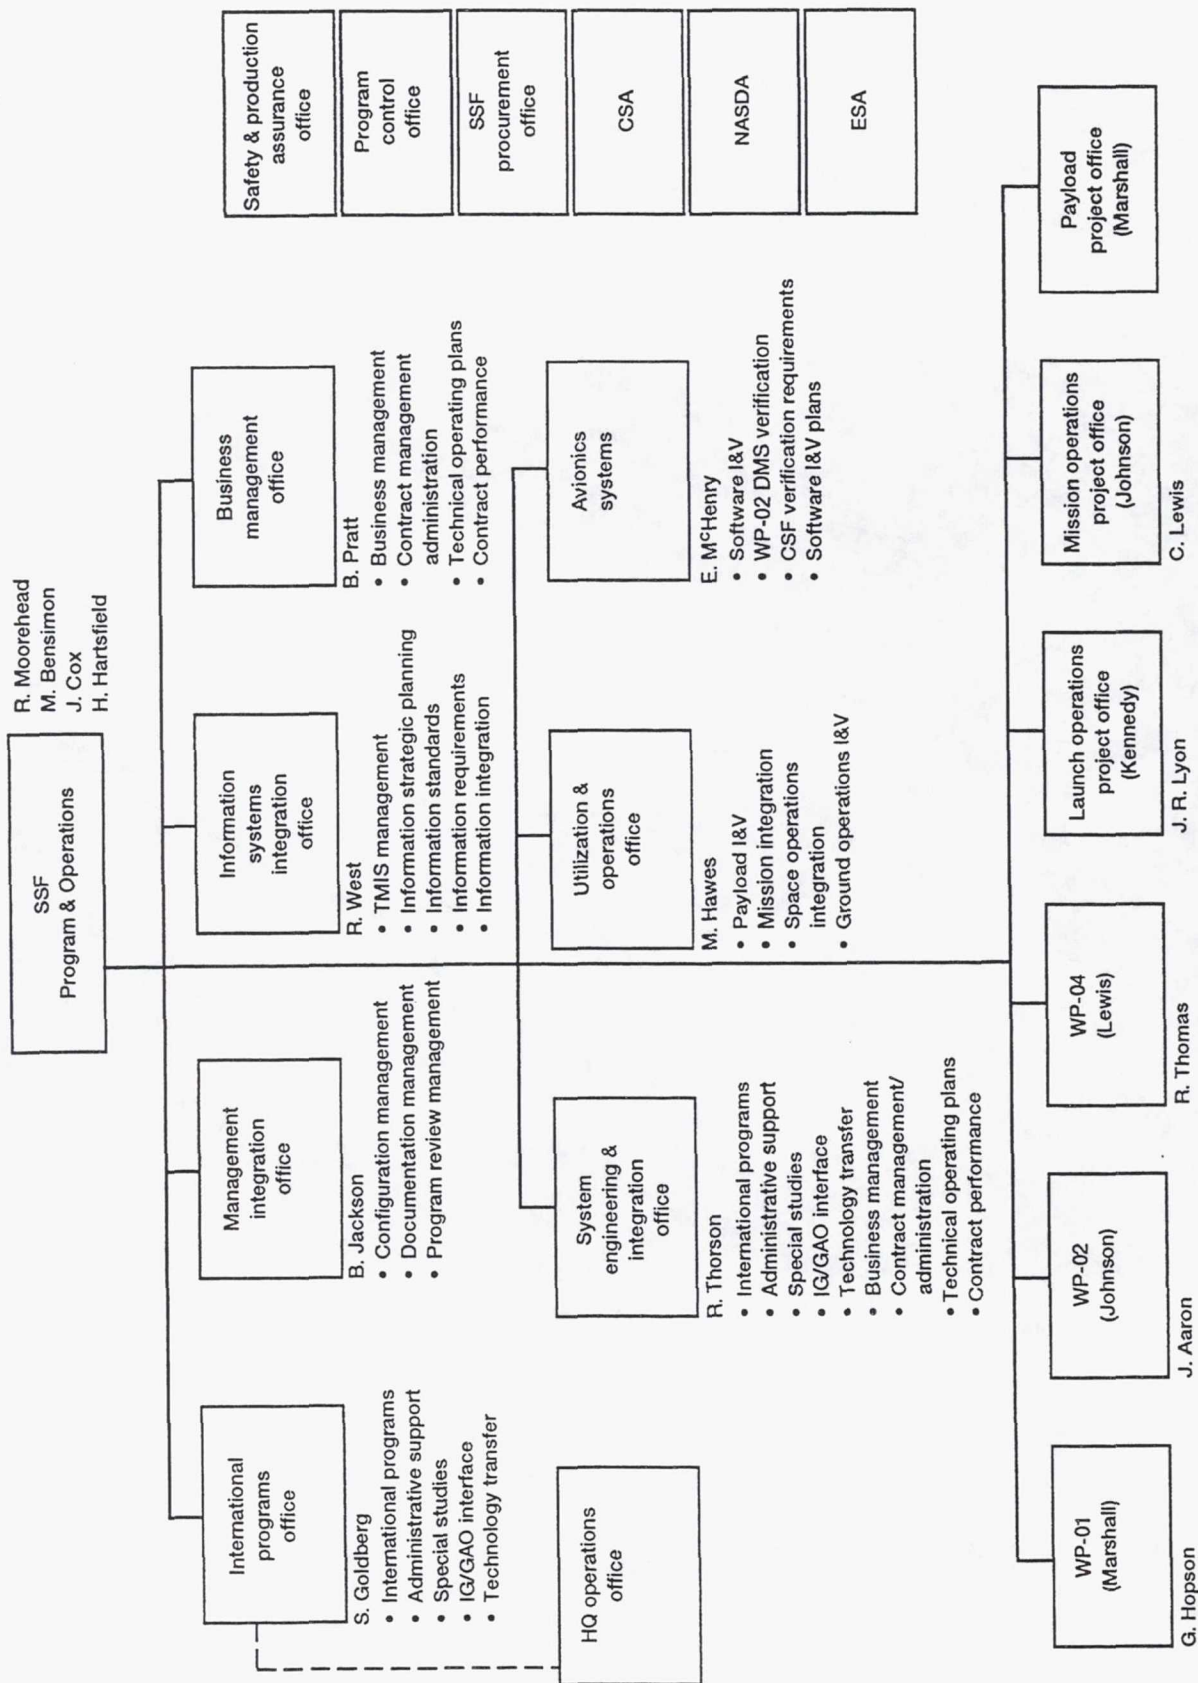 R. Moorehead
M. Bensimon
J. Cox
H. Hartsfield
SSF
Program & Operations
International
programs
office
S. Goldberg
• International programs
• Administrative support
• Special studies
• IG/GAO interface
• Technology transfer
Management
integration
office
B. Jackson
• Configuration management
• Documentation management
• Program review management
Information
systems
integration
office
R. West
• TMIS management
• Information strategic planning
• Information standards
• Information requirements
• Information integration
Business
management
office
B. Pratt
• Business management
• Contract management
administration
• Technical operating plans
• Contract performance
Safety & production
assurance
office
Program
control
office
SSF
procurement
office
CSA
NASDA
ESA
HQ operations
office
System
engineering &
integration
office
R. Thorson
• International programs
• Administrative support
• Special studies
• IG/GAO interface
• Technology transfer
• Business management
• Contract management/
administration
• Technical operating plans
• Contract performance
Utilization &
operations
office
M. Hawes
• Payload I&V
• Mission integration
• Space operations
integration
• Ground operations I&V
Avionics
systems
E. McHenry
• Software I&V
• WP-02 DMS verification
• CSF verification requirements
• Software I&V plans
WP-01
(Marshall)
G. Hopson
WP-02
(Johnson)
J. Aaron
WP-04
(Lewis)
R. Thomas
Launch operations
project office
(Kennedy)
J. R. Lyon
Mission operations
project office
(Johnson)
C. Lewis
Payload
project office
(Marshall)